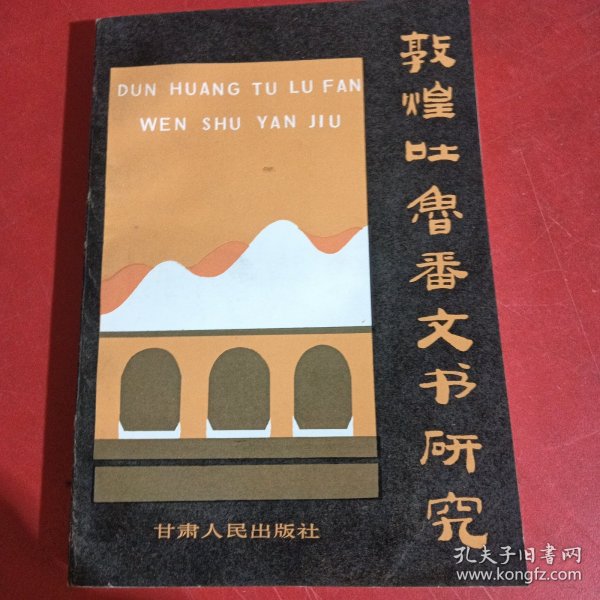 敦煌吐鲁番文书研究
DUN HUANG TU LU FAN
WEN SHU YAN JIU
甘肃人民出版社
孔夫子旧书网
www.kongfz.com